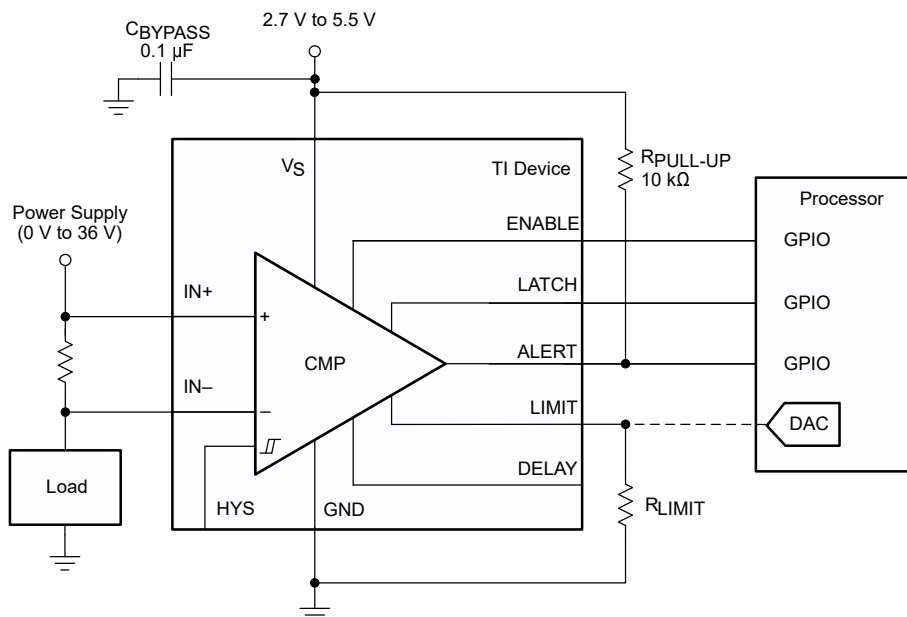 2.7 V to 5.5 V
CBYPASS
0.1 µF
VS
TI Device
RPULL-UP
10 kΩ
Processor
Power Supply
(0 V to 36 V)
ENABLE
GPIO
IN+
LATCH
GPIO
+
CMP
ALERT
GPIO
IN–
–
LIMIT
DAC
DELAY
Load
HYS
GND
RLIMIT